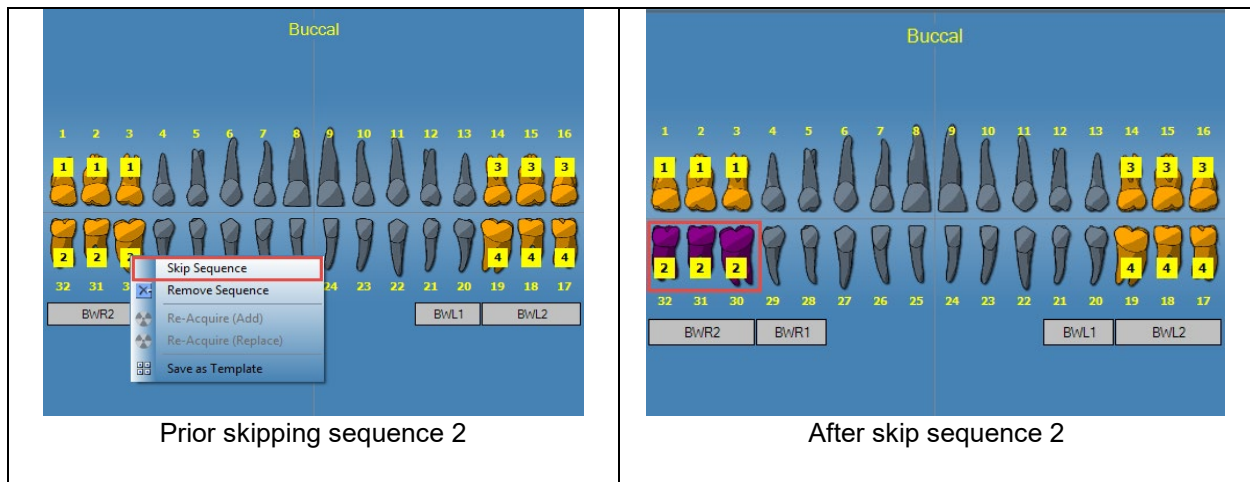 Buccal
1 2 3 4 5 6 7 8 9 10 11 12 13 14 15 16
1 1 1 3 3 3
2 2 2 4 4 4
32 31 24 23 22 21 20 19 18 17
BWR2 BWL1 BWL2
Skip Sequence
Remove Sequence
Re-Acquire (Add)
Re-Acquire (Replace)
Save as Template
Prior skipping sequence 2
Buccal
1 2 3 4 5 6 7 8 9 10 11 12 13 14 15 16
1 1 1 3 3 3
2 2 2 4 4 4
32 31 30 29 28 27 26 25 24 23 22 21 20 19 18 17
BWR2 BWR1 BWL1 BWL2
After skip sequence 2